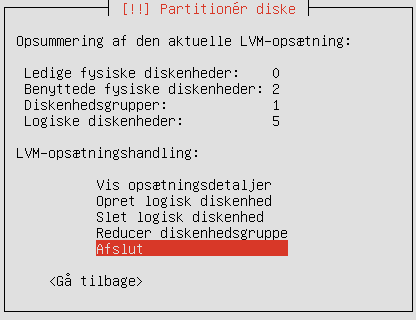 [!!] Partitionér diske
Opsummering af den aktuelle LVM-opsætning:
Ledige fysiske diskenheder: 0
Benyttede fysiske diskenheder: 2
Diskenhedsgrupper: 1
Logiske diskenheder: 5
LVM-opsætningshandling:
Vis opsætningsdetaljer
Opret logisk diskenhed
Slet logisk diskenhed
Reducer diskenhedsgruppe
Afslut
<Gå tilbage>